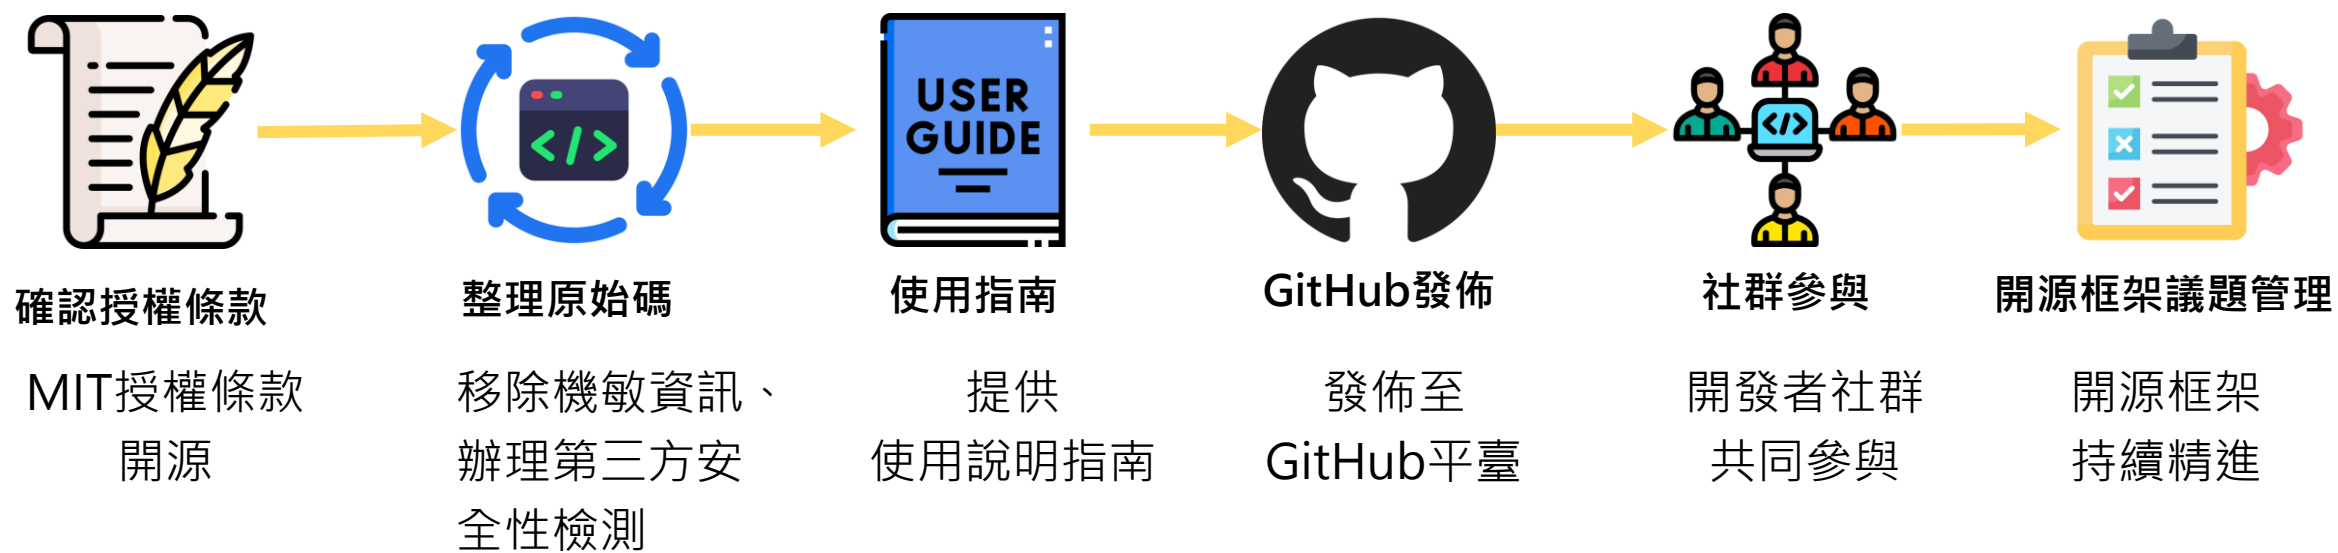 USER
GUIDE
確認授權條款
整理原始碼
使用指南
GitHub發佈
社群參與
開源框架議題管理
MIT授權條款
開源
移除機敏資訊、
辦理第三方安
全性檢測
提供
使用說明指南
發佈至
GitHub平臺
開發者社群
共同參與
開源框架
持續精進